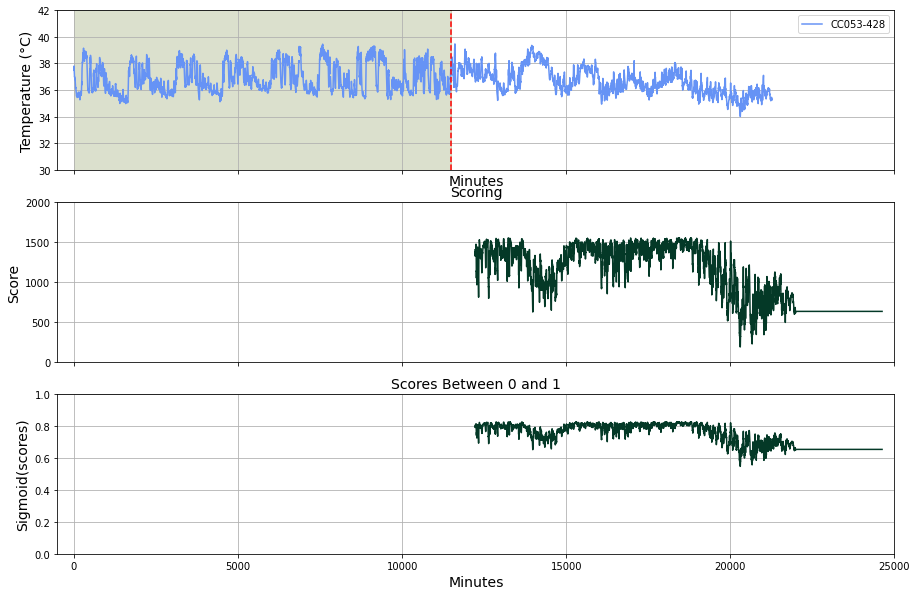 42
40
38
36
34
32
30
Temperature (°C)
CC053-428
Minutes
Scoring
2000
1500
1000
500
0
Score
Scores Between 0 and 1
1.0
0.8
0.6
0.4
0.2
0.0
Sigmoid(scores)
0 5000 10000 15000 20000 25000
Minutes